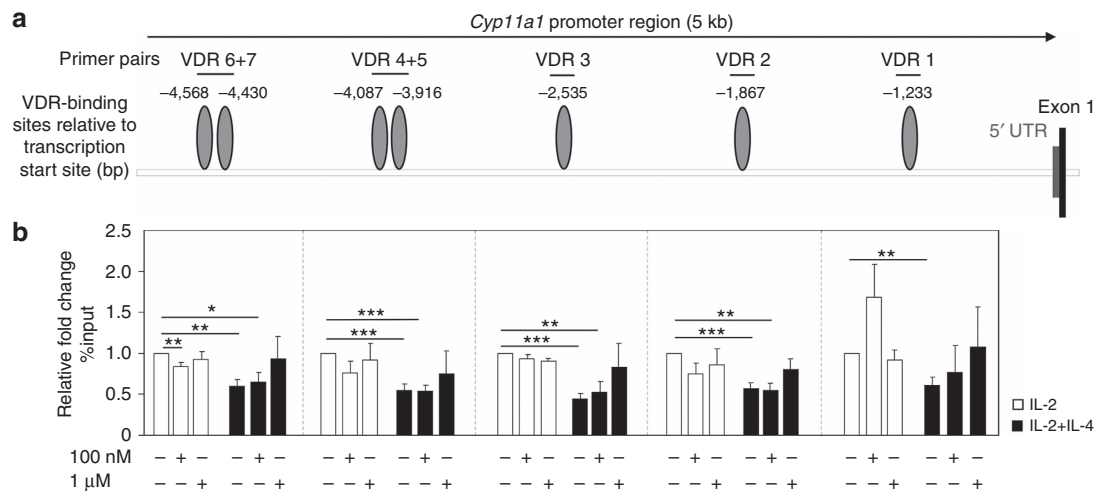 a
Cyp11a1 promoter region (5 kb)
Primer pairs VDR 6+7 VDR 4+5 VDR 3 VDR 2 VDR 1
−4,568 −4,430 −4,087 −3,916 −2,535 −1,867 −1,233
VDR-binding
sites relative to
transcription
start site (bp)
Exon 1
5′ UTR
b
Relative fold change
%input
2.5
2.0
1.5
1.0
0.5
0
* ** **
*** ***
** ***
** ***
**
IL-2
IL-2+IL-4
100 nM − + − − + − − + − − + − − + − − + − − + − − + − − + − − + −
1 µM − − + − − + − − + − − + − − + − − + − − + − − + − − + − − +